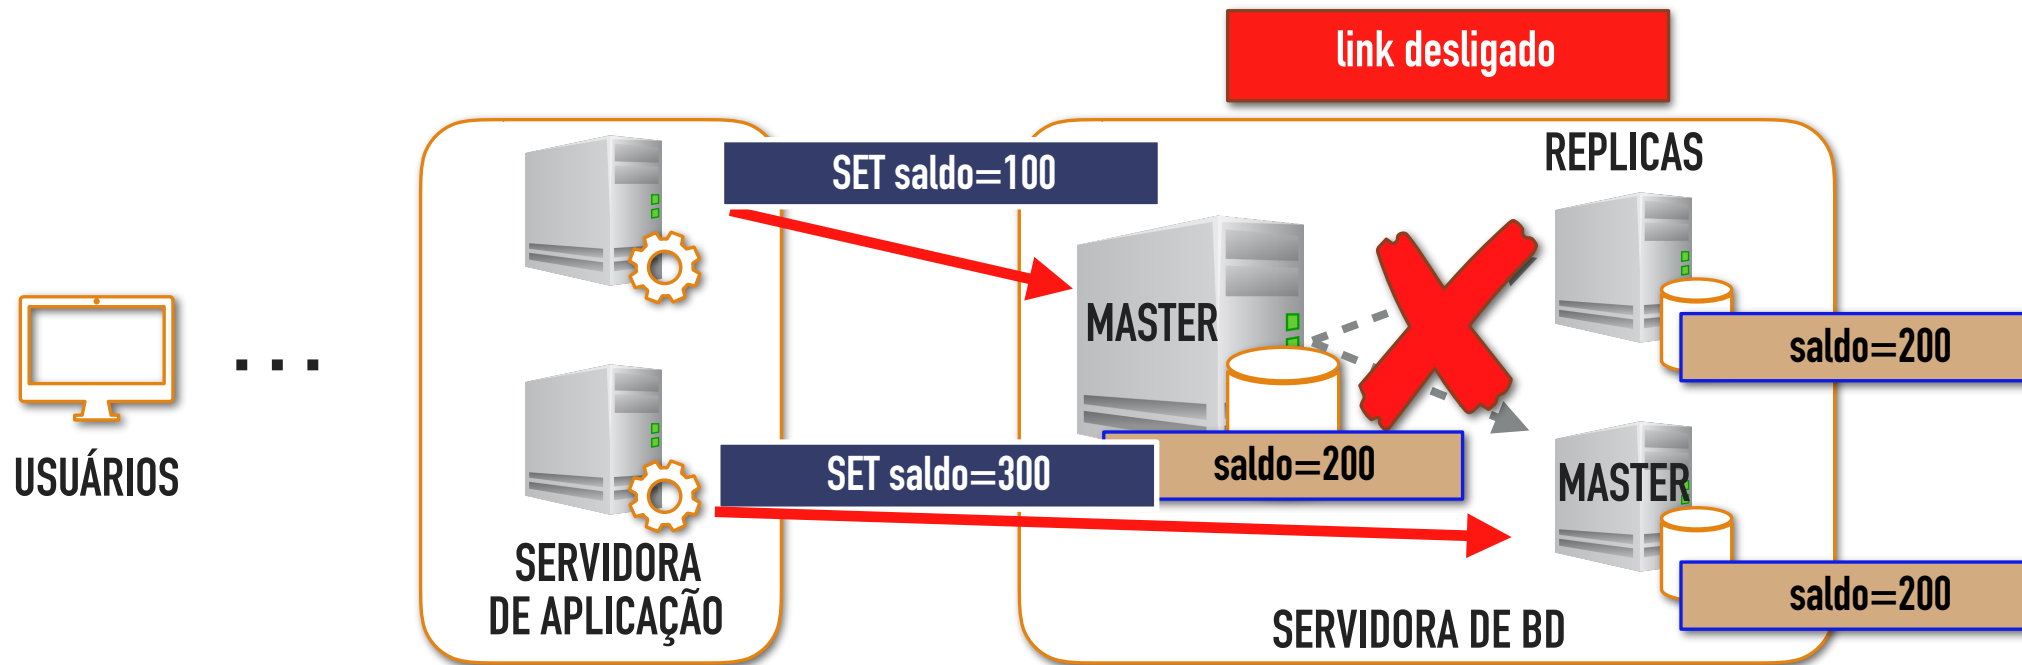 link desligado
REPLICAS
SET saldo=100
MASTER
saldo=200
...
USUÁRIOS
SET saldo=300
saldo=200
MASTER
SERVIDORA
DE APLICAÇÃO
saldo=200
SERVIDORA DE BD